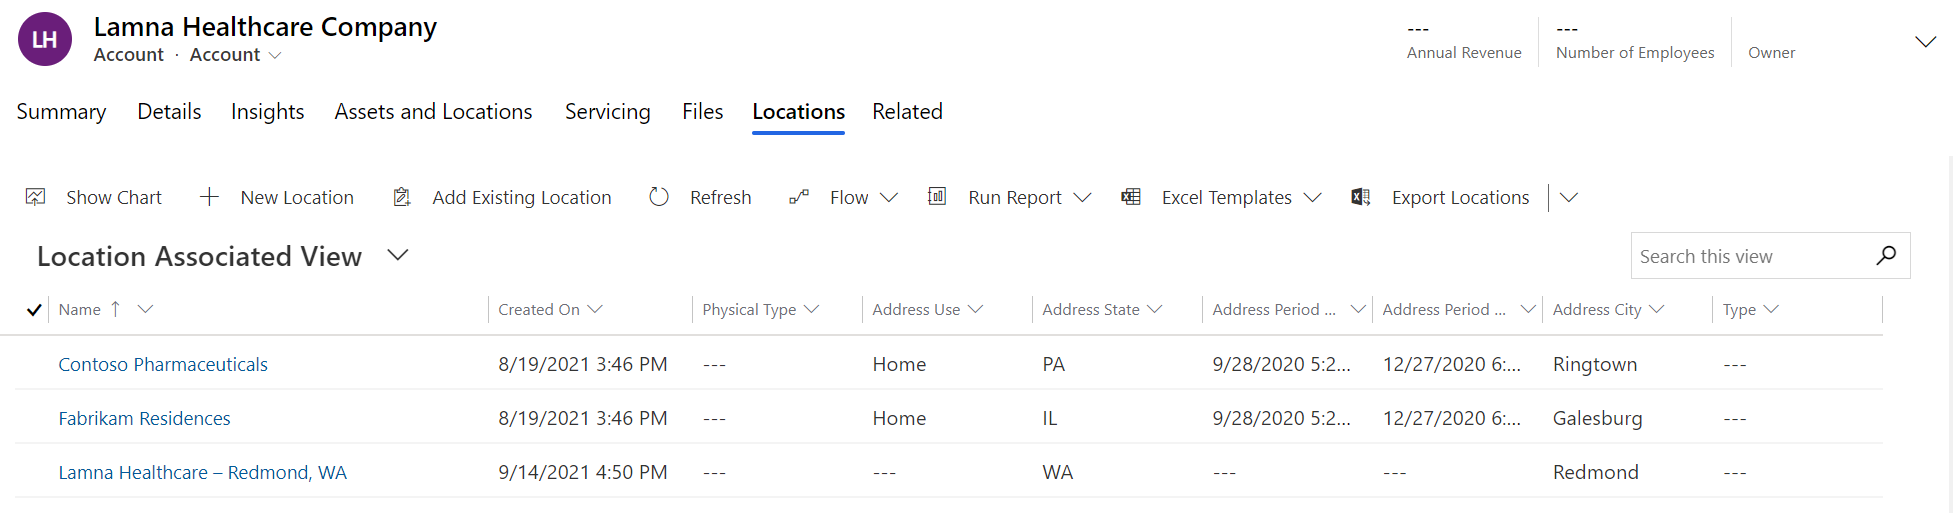 LH
Lamna Healthcare Company
Account · Account
---
Annual Revenue
---
Number of Employees
Owner
Summary Details Insights Assets and Locations Servicing Files Locations Related
Show Chart New Location Add Existing Location Refresh Flow Run Report Excel Templates Export Locations
Location Associated View
Search this view
Name ↑ Created On Physical Type Address Use Address State Address Period ... Address Period ... Address City Type
Contoso Pharmaceuticals 8/19/2021 3:46 PM --- Home PA 9/28/2020 5:2... 12/27/2020 6:... Ringtown ---
Fabrikam Residences 8/19/2021 3:46 PM --- Home IL 9/28/2020 5:2... 12/27/2020 6:... Galesburg ---
Lamna Healthcare – Redmond, WA 9/14/2021 4:50 PM --- --- WA --- --- Redmond ---